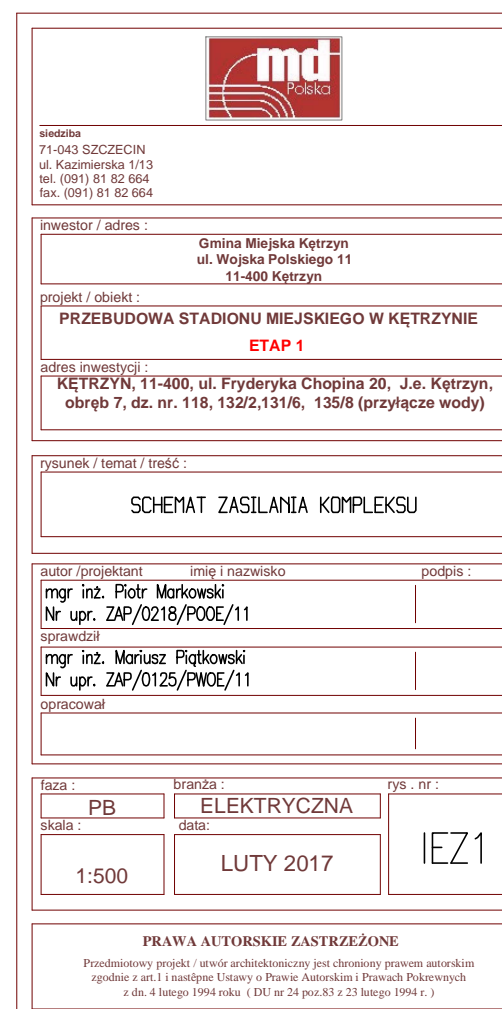 md
Polska
siedziba
71-043 SZCZECIN
ul. Kazimierska 1/13
tel. (091) 81 82 664
fax. (091) 81 82 664
inwestor / adres :
Gmina Miejska Kętrzyn
ul. Wojska Polskiego 11
11-400 Kętrzyn
projekt / obiekt :
PRZEBUDOWA STADIONU MIEJSKIEGO W KĘTRZYNIE
ETAP 1
adres inwestycji :
KĘTRZYN, 11-400, ul. Fryderyka Chopina 20, J.e. Kętrzyn,
obręb 7, dz. nr. 118, 132/2,131/6, 135/8 (przyłącze wody)
rysunek / temat / treść :
SCHEMAT ZASILANIA KOMPLEKSU
autor /projektant imię i nazwisko podpis :
mgr inż. Piotr Markowski
Nr upr. ZAP/0218/POOE/11
sprawdził
mgr inż. Mariusz Piątkowski
Nr upr. ZAP/0125/PWOE/11
opracował
faza : branża : rys . nr :
PB ELEKTRYCZNA
skala : data:
1:500 LUTY 2017 IEZ1
PRAWA AUTORSKIE ZASTRZEŻONE
Przedmiotowy projekt / utwór architektoniczny jest chroniony prawem autorskim
zgodnie z art.1 i nastêpne Ustawy o Prawie Autorskim i Prawach Pokrewnych
z dn. 4 lutego 1994 roku ( DU nr 24 poz.83 z 23 lutego 1994 r. )